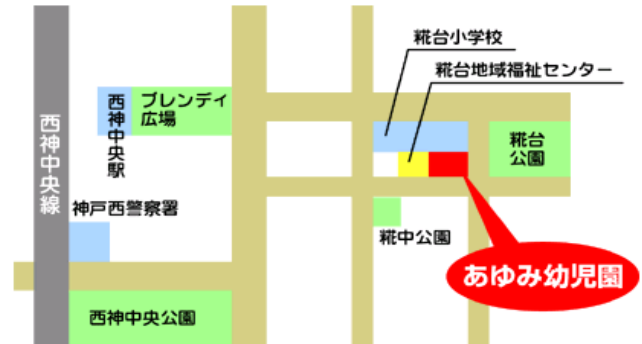 糀台小学校
糀台地域福祉センター
ブレンディ
広場
西神中央駅
西神中央線
糀台
公園
神戸西警察署
糀中公園
あゆみ幼児園
西神中央公園